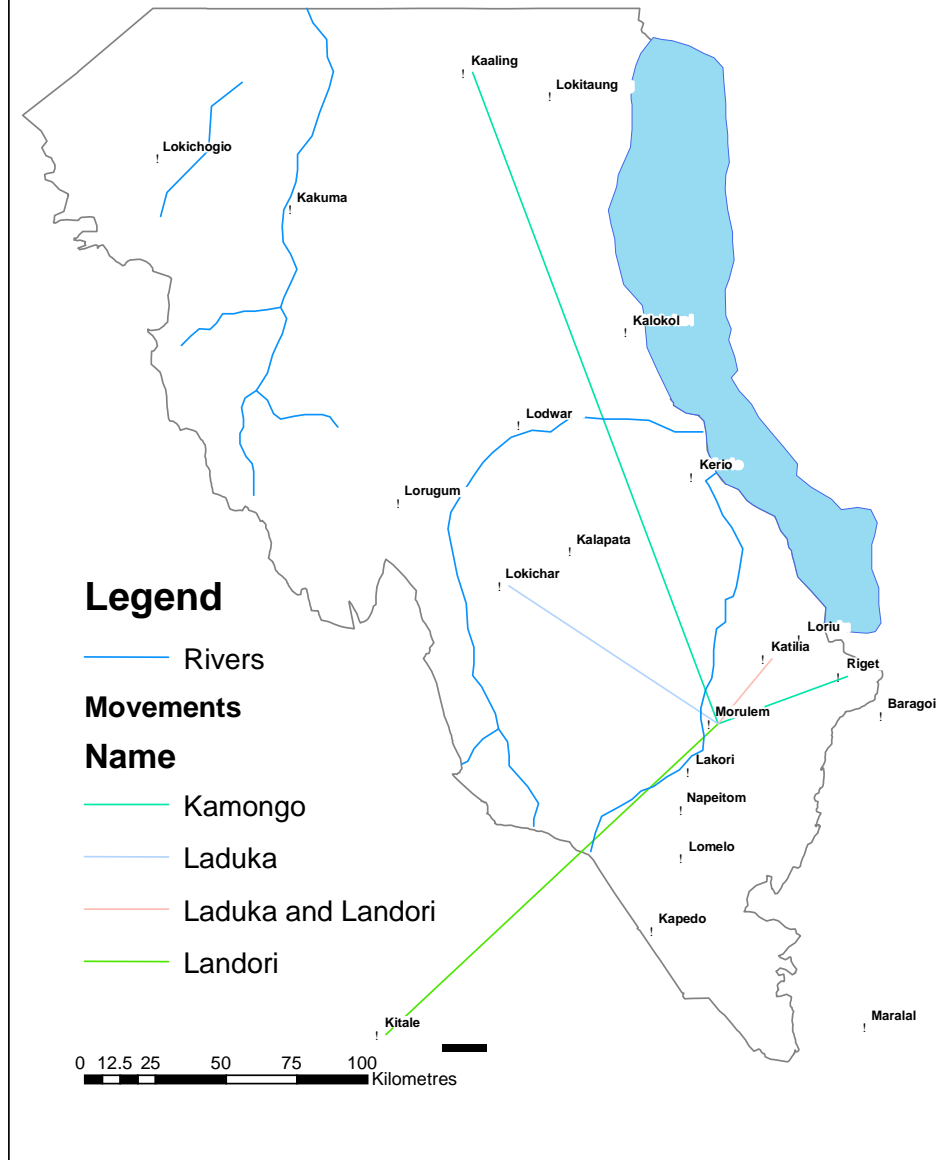 Kaaling
Lokitaung
Lokichogio
Kakuma
Kalokol
Lodwar
Kerio
Lorugum
Kalapata
Lokichar
Legend
Rivers
Loriu
Katilia
Riget
Movements
Baragoi
Morulem
Name
Lakori
Kamongo
Napeitom
Laduka
Lomelo
Laduka and Landori
Kapedo
Landori
Kitale
Maralal
0 12.5 25 50 75 100
Kilometres